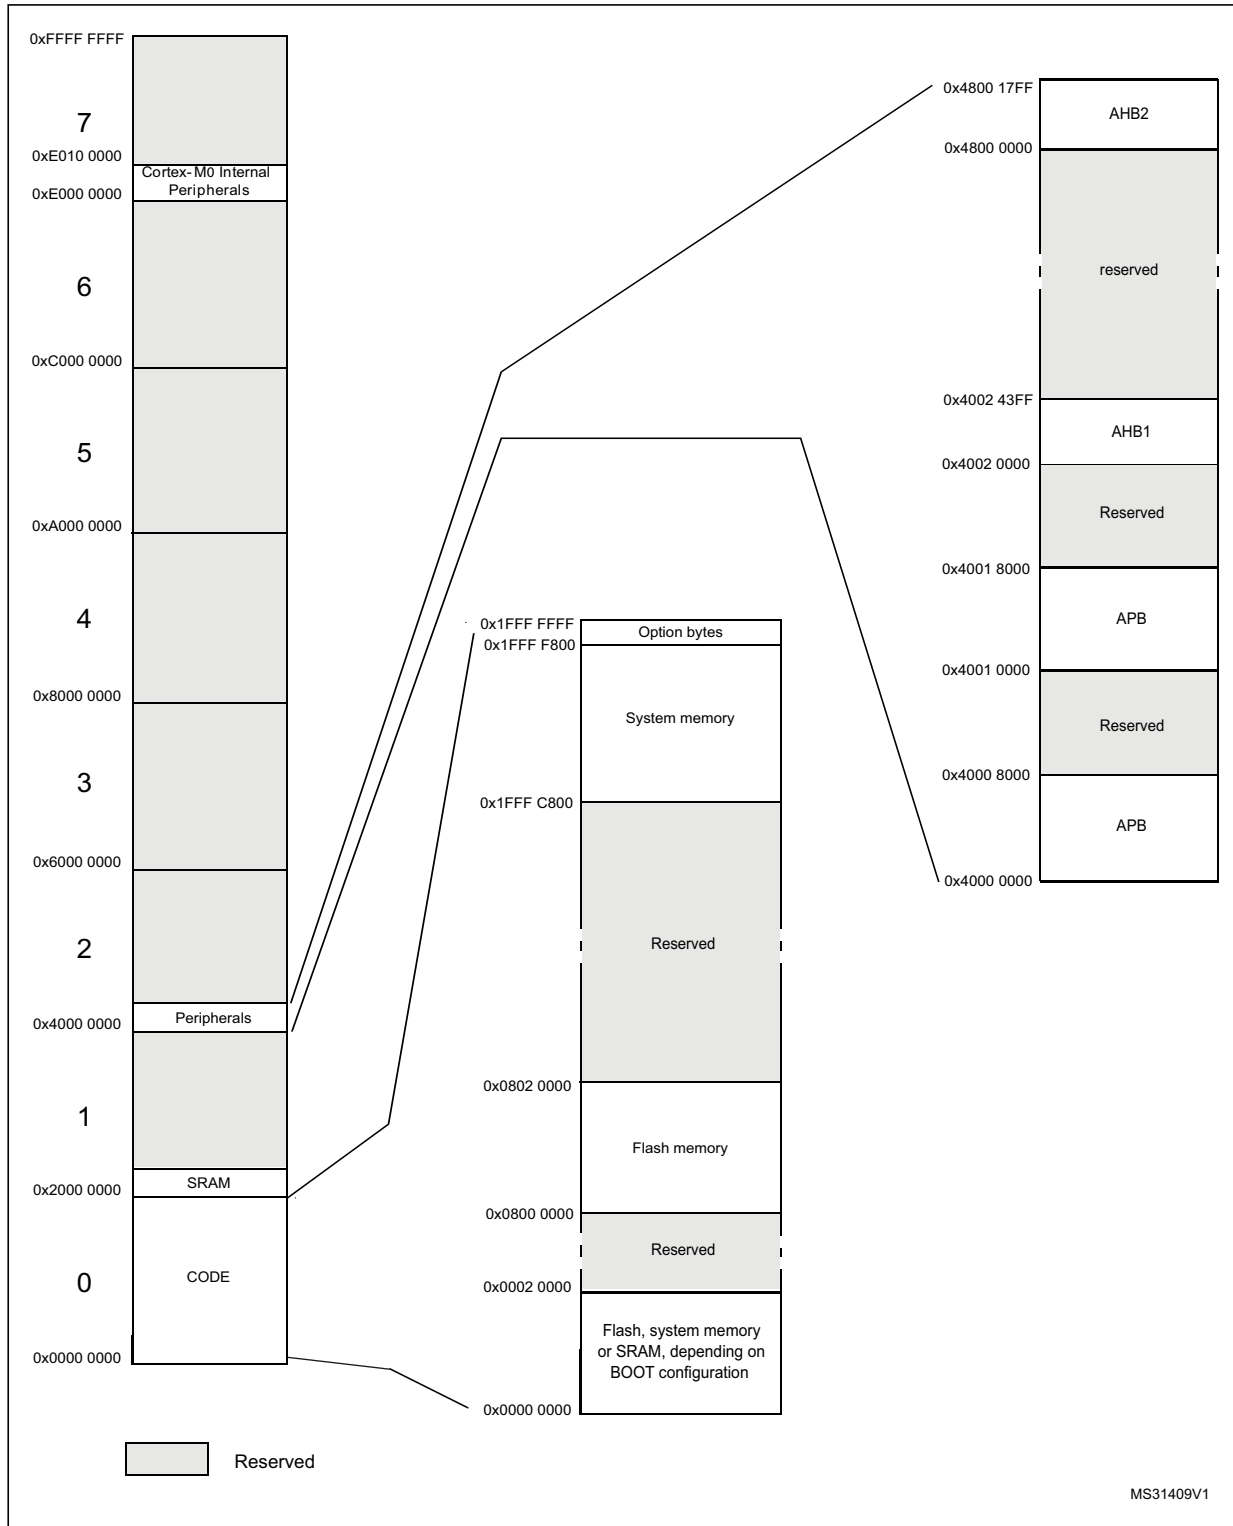 0xFFFF FFFF
7
0xE010 0000
Cortex-M0 Internal
Peripherals
0xE000 0000
6
0xC000 0000
5
0xA000 0000
4
0x8000 0000
3
0x6000 0000
2
0x4000 0000
Peripherals
1
0x2000 0000
SRAM
0
CODE
0x0000 0000
0x1FFF FFFF
Option bytes
0x1FFF F800
System memory
0x1FFF C800
Reserved
0x0802 0000
Flash memory
0x0800 0000
Reserved
0x0002 0000
Flash, system memory
or SRAM, depending on
BOOT configuration
0x0000 0000
0x4800 17FF
AHB2
0x4800 0000
reserved
0x4002 43FF
AHB1
0x4002 0000
Reserved
0x4001 8000
APB
0x4001 0000
Reserved
0x4000 8000
APB
0x4000 0000
Reserved
MS31409V1